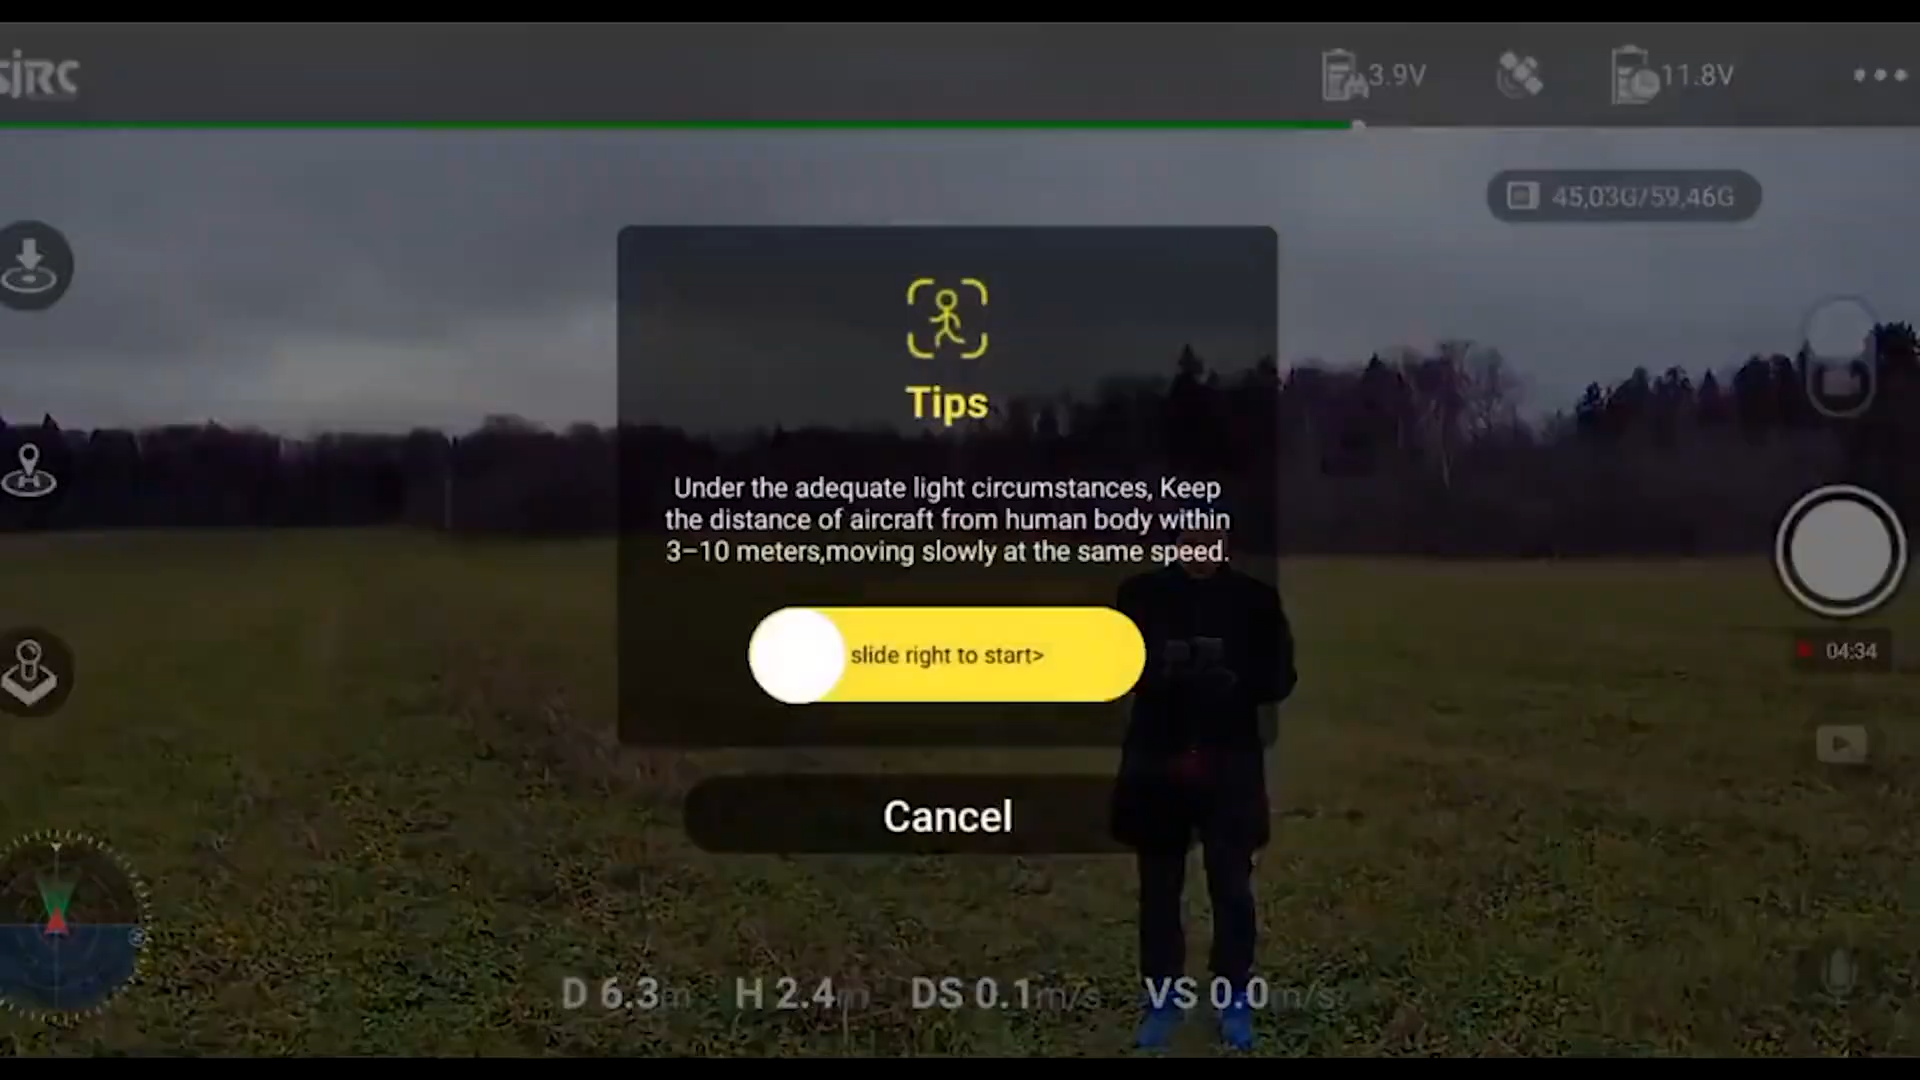 sjRC
3.9V
11.8V
45,03G/59,46G
Tips
Under the adequate light circumstances, Keep
the distance of aircraft from human body within
3–10 meters,moving slowly at the same speed.
slide right to start>
04:34
Cancel
D 6.3m H 2.4m DS 0.1m/s VS 0.0m/s